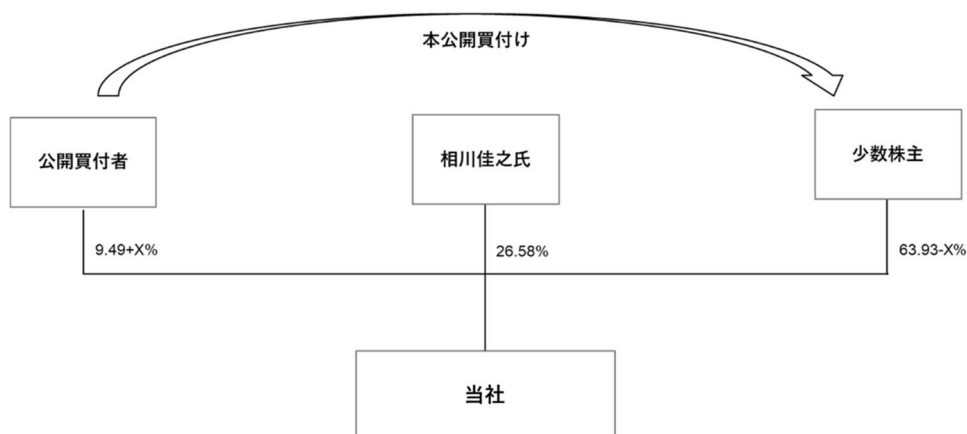 本公開買付け
公開買付者
相川佳之氏
少数株主
9.49+X%
26.58%
63.93-X%
当社